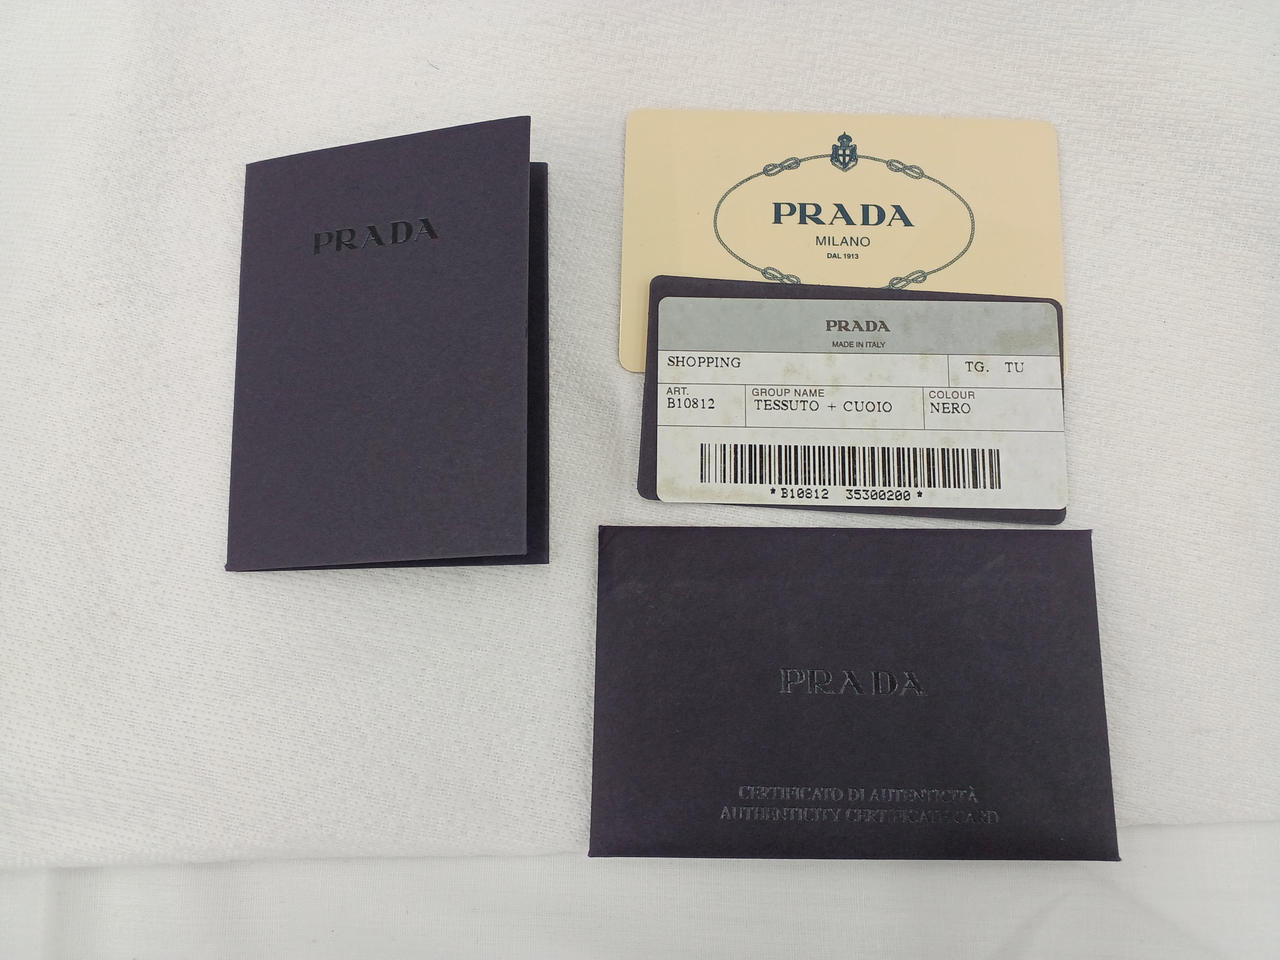 PRADA
PRADA
MILANO
DAL 1913
PRADA
MADE IN ITALY
SHOPPING TG. TU
ART. GROUP NAME COLOUR
B10812 TESSUTO + CUOIO NERO
*B10812 35300200*
PRADA
CERTIFICATO DI AUTENTICITÀ
AUTHENTICITY CERTIFICATE CARD